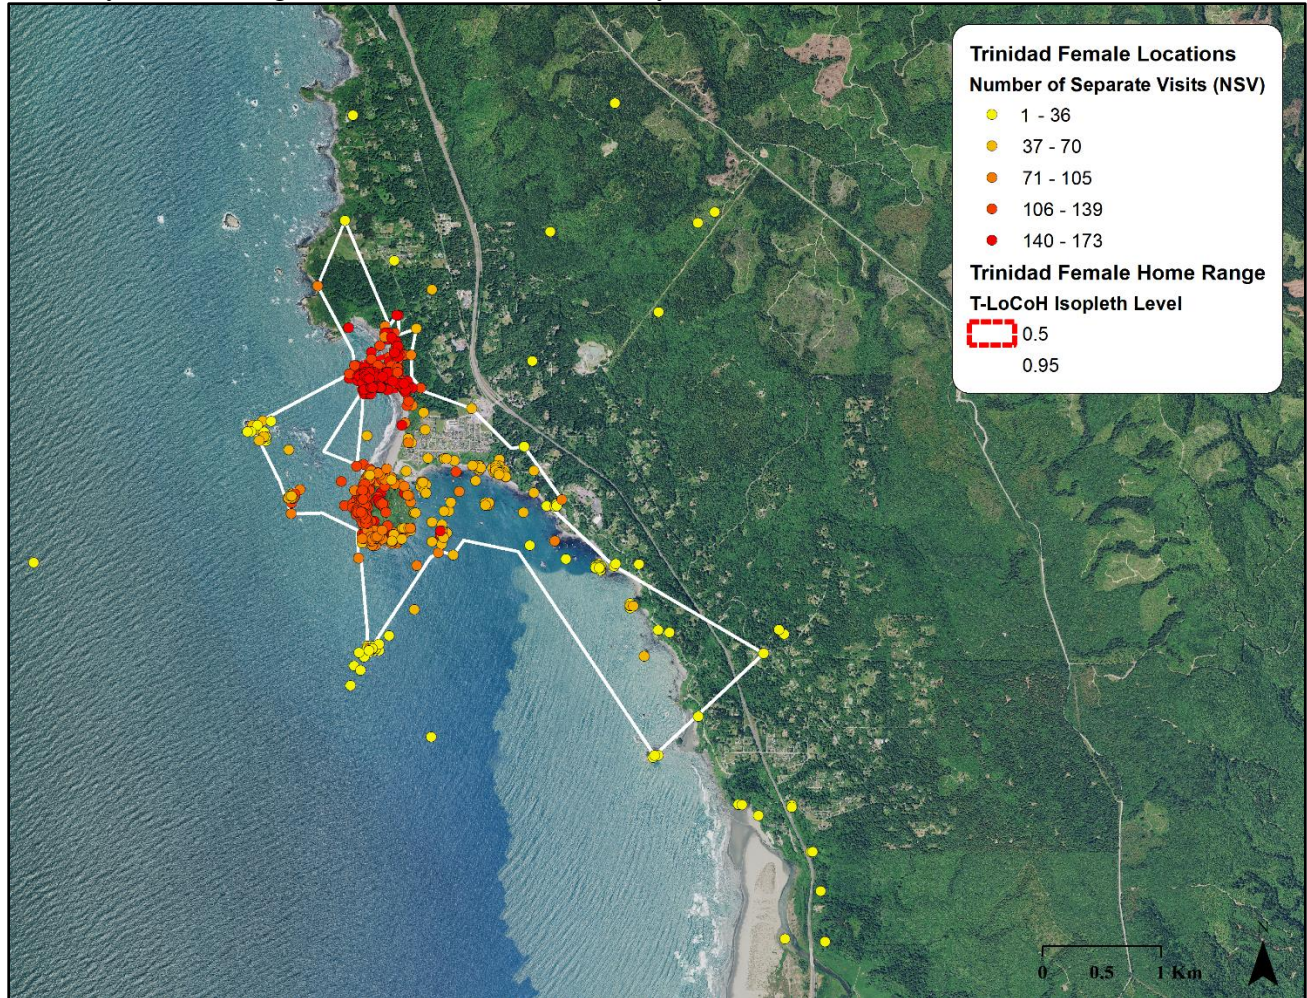 Trinidad Female Locations
Number of Separate Visits (NSV)
1 - 36
37 - 70
71 - 105
106 - 139
140 - 173
Trinidad Female Home Range
T-LoCoH Isopleth Level
0.5
0.95
N
0 0.5 1 Km